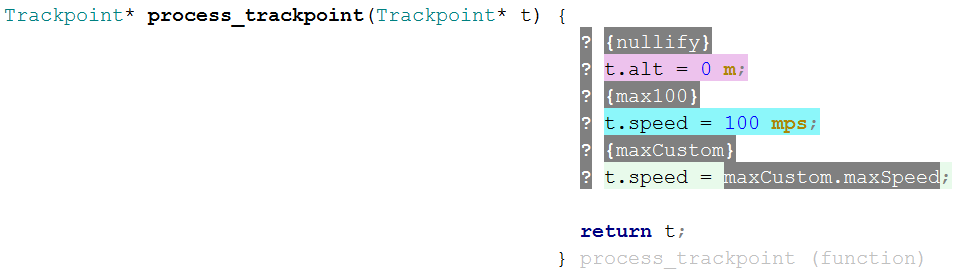 Trackpoint* process_trackpoint(Trackpoint* t) {
? {nullify}
? t.alt = 0 m;
? {max100}
? t.speed = 100 mps;
? {maxCustom}
? t.speed = maxCustom.maxSpeed;
return t;
} process_trackpoint (function)